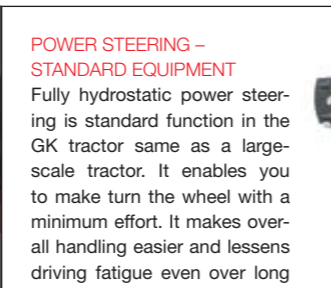 POWER STEERING –
STANDARD EQUIPMENT
Fully hydrostatic power steer-
ing is standard function in the
GK tractor same as a large-
scale tractor. It enables you
to make turn the wheel with a
minimum effort. It makes over-
all handling easier and lessens
driving fatigue even over long